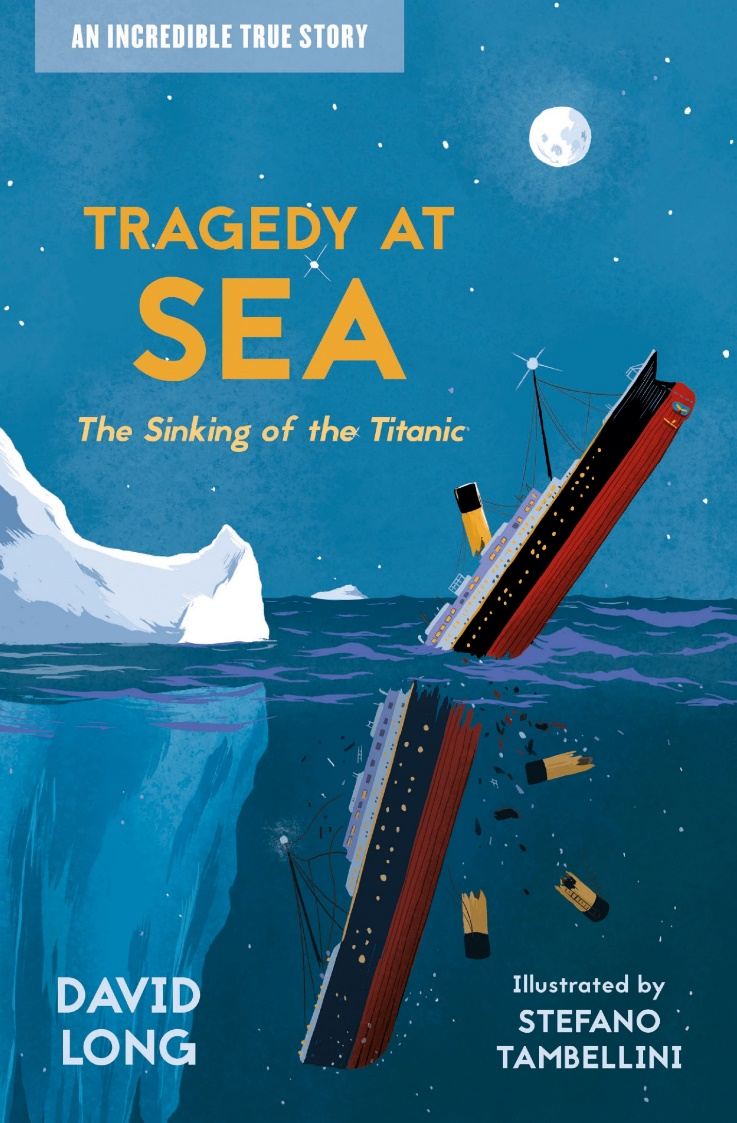 AN INCREDIBLE TRUE STORY
TRAGEDY AT
SEA
The Sinking of the Titanic
DAVID
LONG
Illustrated by
STEFANO
TAMBELLINI